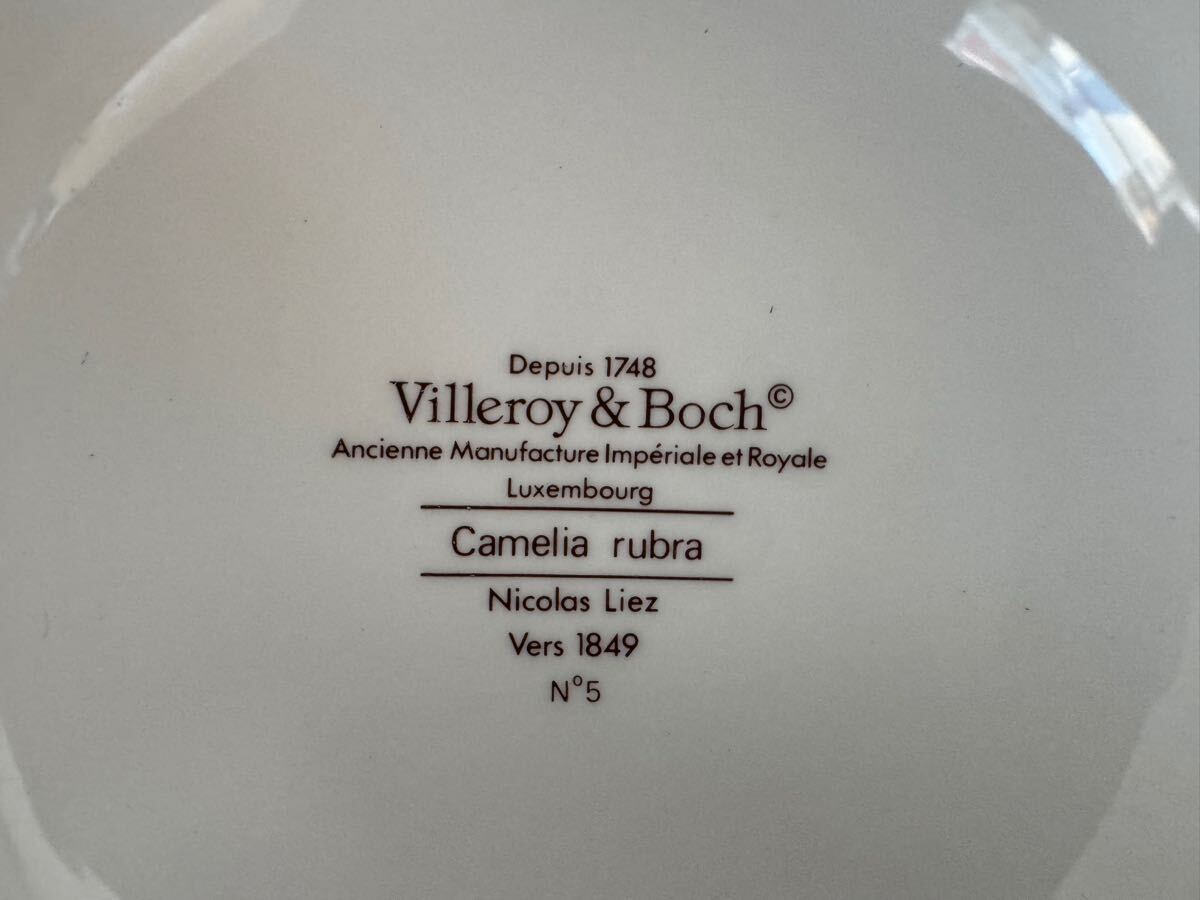 Depuis 1748
Villeroy & Boch©
Ancienne Manufacture Impériale et Royale
Luxembourg
Camelia rubra
Nicolas Liez
Vers 1849
N°5